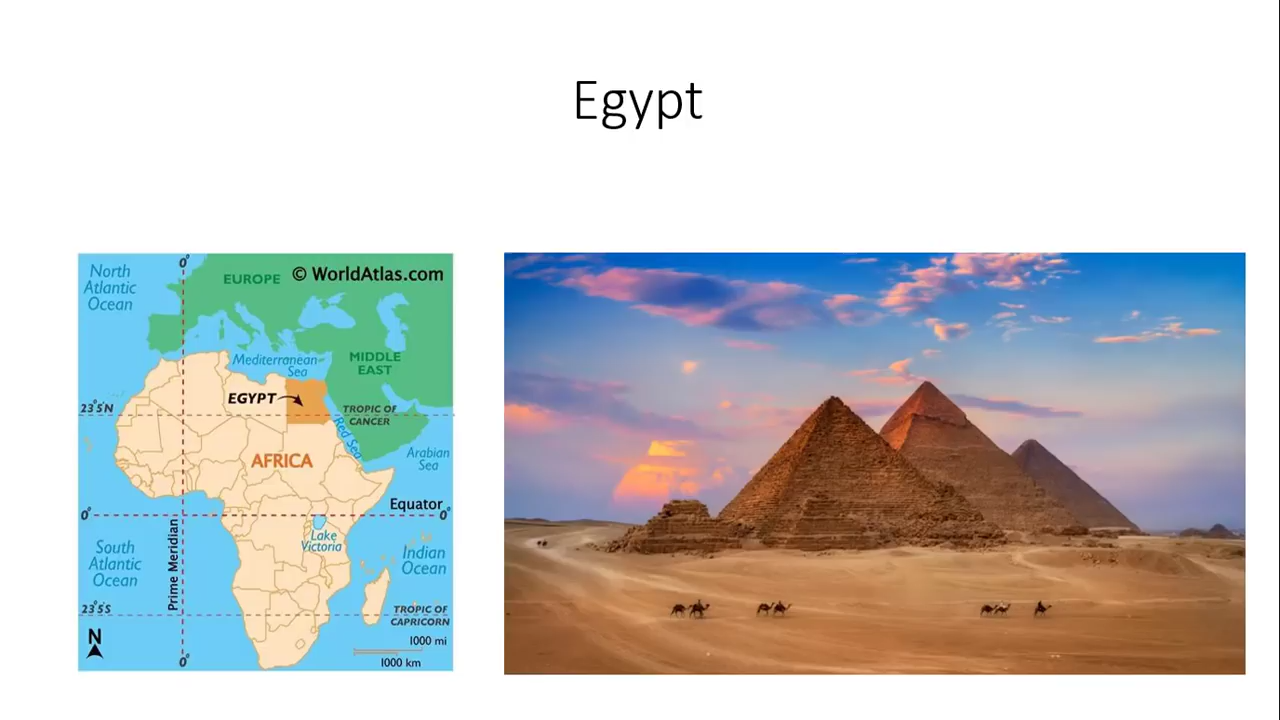 Egypt
0°
North
Atlantic
Ocean
EUROPE
© WorldAtlas.com
Mediterranean
Sea
MIDDLE
EAST
EGYPT
23°5N
TROPIC OF
CANCER
Red Sea
AFRICA
Arabian
Sea
Equator
0°
0°
Lake
Victoria
South
Atlantic
Ocean
Prime Meridian
Indian
Ocean
23°5S
TROPIC OF
CAPRICORN
N
1000 mi
1000 km
0°